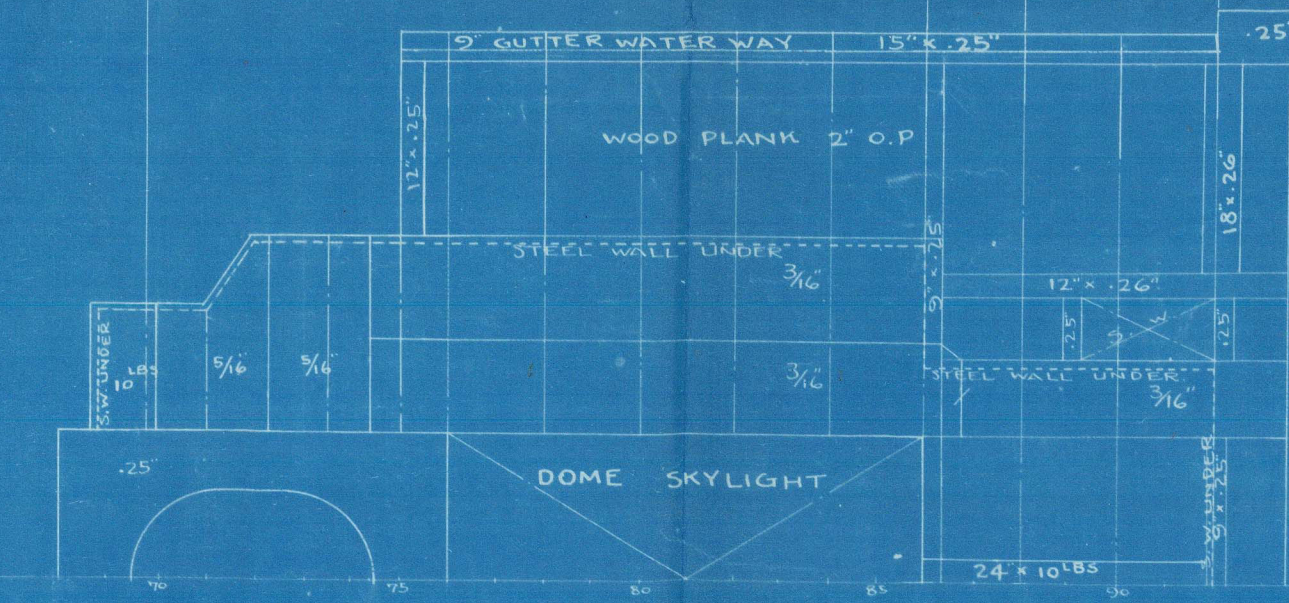 9" GUTTER WATER WAY 15" x .25"
.25"
12" x .25"
WOOD PLANK 2" O.P
18" x .26"
STEEL WALL UNDER
3/16"
9" x .25"
12" x .26"
.25"
S. W
.25"
S.W. UNDER
10 LBS
5/16"
5/16"
3/16"
STEEL WALL UNDER.
3/16"
.25"
DOME SKYLIGHT
S.W. UNDER
9" x .25"
24" x 10 LBS
70 75 80 85 90